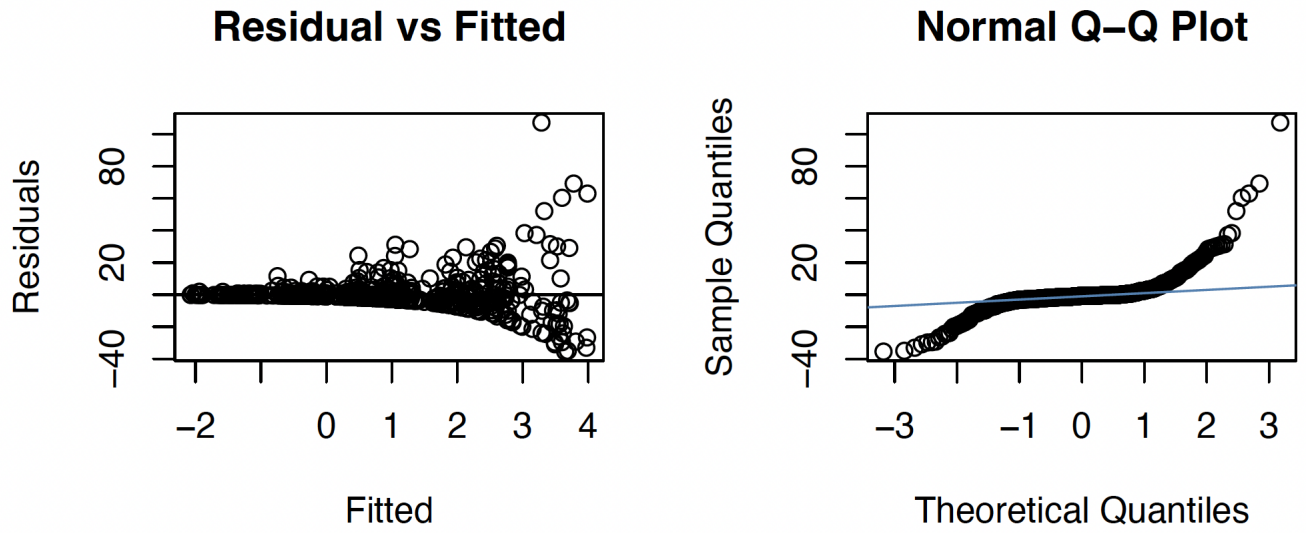 Residual vs Fitted
Residuals
80
20
−40
−2 0 1 2 3 4
Fitted
Normal Q−Q Plot
Sample Quantiles
80
20
−40
−3 −1 0 1 2 3
Theoretical Quantiles